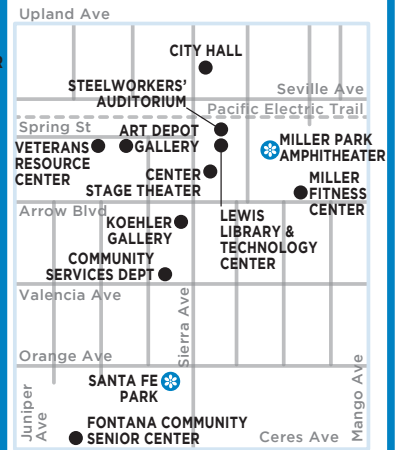 Upland Ave
CITY HALL
STEELWORKERS'
AUDITORIUM
Seville Ave
Pacific Electric Trail
Spring St
ART DEPOT
GALLERY
VETERANS
RESOURCE
CENTER
MILLER PARK
AMPHITHEATER
CENTER
STAGE THEATER
MILLER
FITNESS
CENTER
Arrow Blvd
KOEHLER
GALLERY
LEWIS
LIBRARY &
TECHNOLOGY
CENTER
COMMUNITY
SERVICES DEPT
Valencia Ave
Sierra Ave
Orange Ave
SANTA FE
PARK
Juniper
Ave
Mango Ave
FONTANA COMMUNITY
SENIOR CENTER
Ceres Ave